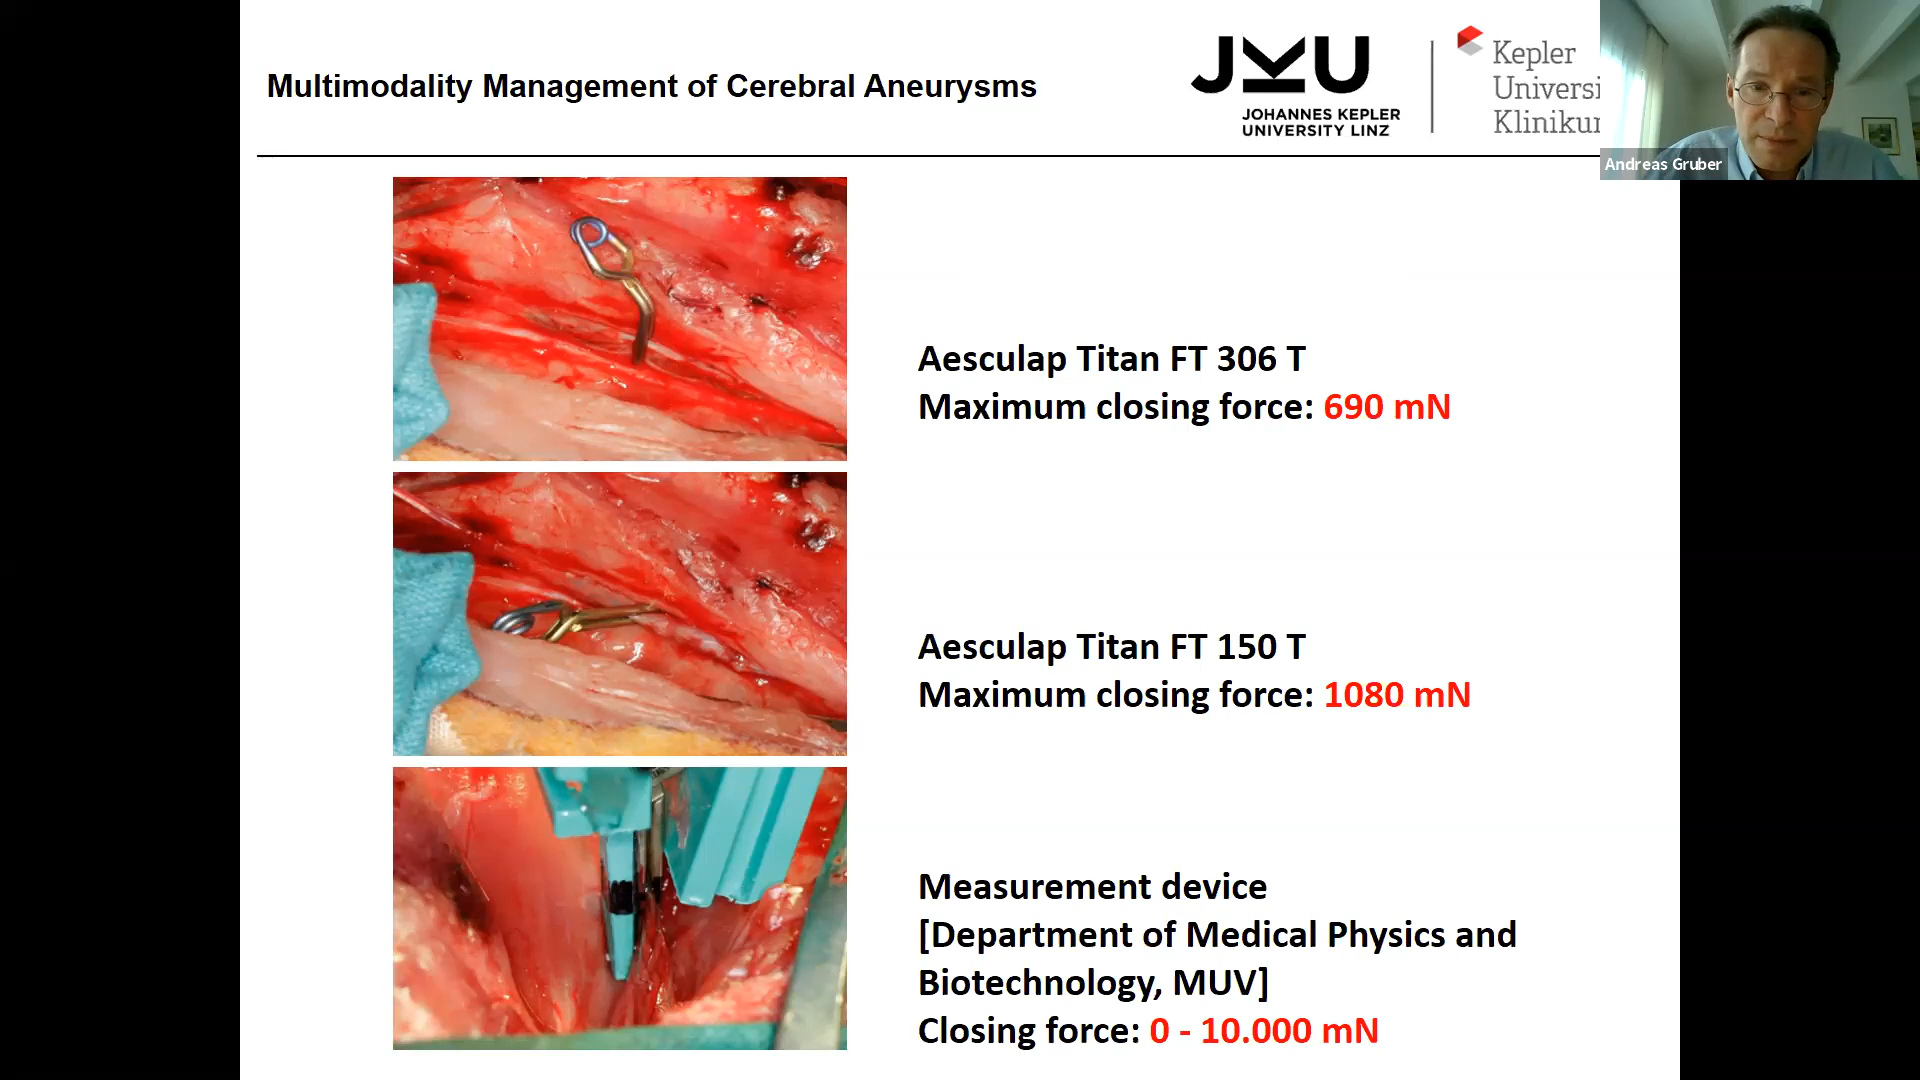 Multimodality Management of Cerebral Aneurysms
JKU
JOHANNES KEPLER
UNIVERSITY LINZ
Kepler
Universi
Klinikur
Andreas Gruber
Aesculap Titan FT 306 T
Maximum closing force: 690 mN
Aesculap Titan FT 150 T
Maximum closing force: 1080 mN
Measurement device
[Department of Medical Physics and
Biotechnology, MUV]
Closing force: 0 - 10.000 mN